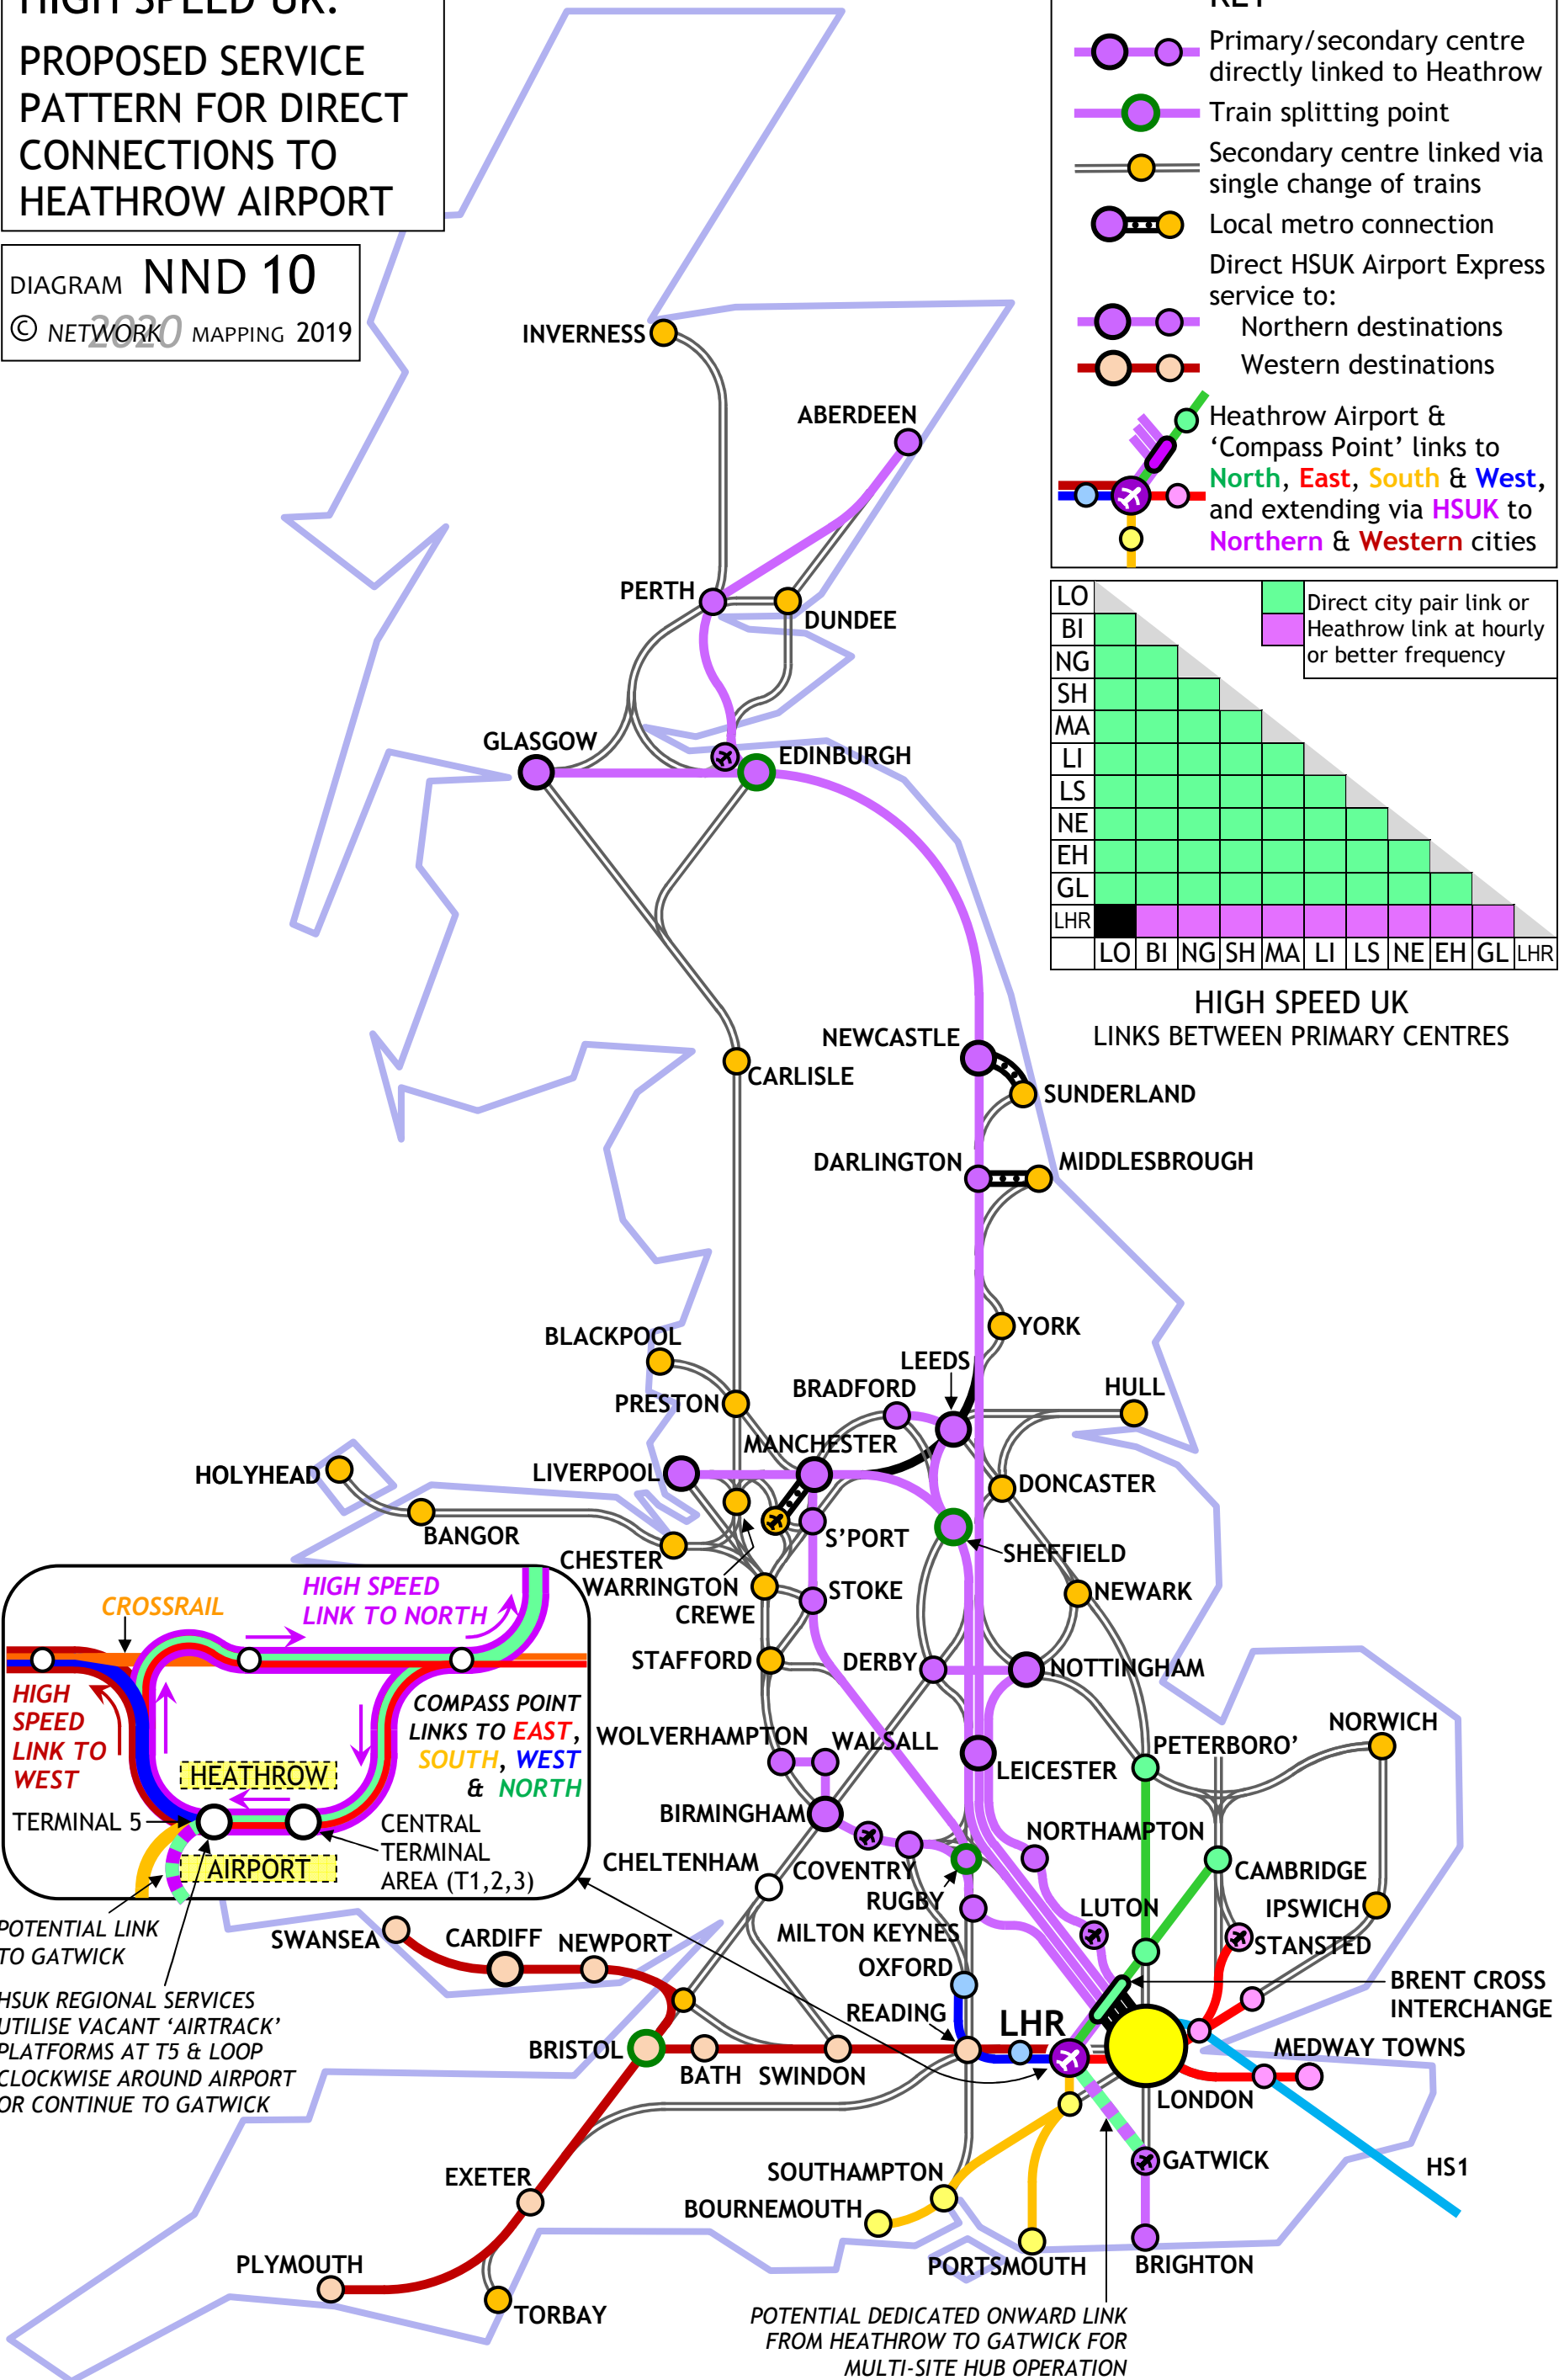 HIGH SPEED UK:
PROPOSED SERVICE
PATTERN FOR DIRECT
CONNECTIONS TO
HEATHROW AIRPORT
DIAGRAM NND 10
© NETWORK 2020 MAPPING 2019
KEY
Primary/secondary centre
directly linked to Heathrow
Train splitting point
Secondary centre linked via
single change of trains
Local metro connection
Direct HSUK Airport Express
service to:
Northern destinations
Western destinations
Heathrow Airport &
‘Compass Point’ links to
North, East, South & West,
and extending via HSUK to
Northern & Western cities
Direct city pair link or
Heathrow link at hourly
or better frequency
LO
BI
NG
SH
MA
LI
LS
NE
EH
GL
LHR
LO BI NG SH MA LI LS NE EH GL LHR
HIGH SPEED UK
LINKS BETWEEN PRIMARY CENTRES
INVERNESS
ABERDEEN
PERTH
DUNDEE
GLASGOW
EDINBURGH
NEWCASTLE
CARLISLE
SUNDERLAND
DARLINGTON
MIDDLESBROUGH
YORK
BLACKPOOL
LEEDS
BRADFORD
HULL
PRESTON
MANCHESTER
HOLYHEAD
LIVERPOOL
DONCASTER
BANGOR
S’PORT
CHESTER
SHEFFIELD
WARRINGTON
STOKE
NEWARK
CREWE
STAFFORD
DERBY
NOTTINGHAM
WOLVERHAMPTON
WALSALL
PETERBORO’
NORWICH
LEICESTER
BIRMINGHAM
NORTHAMPTON
CHELTENHAM
COVENTRY
CAMBRIDGE
RUGBY
LUTON
IPSWICH
MILTON KEYNES
STANSTED
SWANSEA
CARDIFF
NEWPORT
OXFORD
BRENT CROSS
INTERCHANGE
READING
LHR
BRISTOL
BATH
SWINDON
MEDWAY TOWNS
LONDON
GATWICK
HS1
EXETER
SOUTHAMPTON
BOURNEMOUTH
PLYMOUTH
PORTSMOUTH
BRIGHTON
TORBAY
CROSSRAIL
HIGH SPEED
LINK TO NORTH
HIGH
SPEED
LINK TO
WEST
COMPASS POINT
LINKS TO EAST,
SOUTH, WEST
& NORTH
HEATHROW
TERMINAL 5
CENTRAL
TERMINAL
AREA (T1,2,3)
AIRPORT
POTENTIAL LINK
TO GATWICK
HSUK REGIONAL SERVICES
UTILISE VACANT ‘AIRTRACK’
PLATFORMS AT T5 & LOOP
CLOCKWISE AROUND AIRPORT
OR CONTINUE TO GATWICK
POTENTIAL DEDICATED ONWARD LINK
FROM HEATHROW TO GATWICK FOR
MULTI-SITE HUB OPERATION